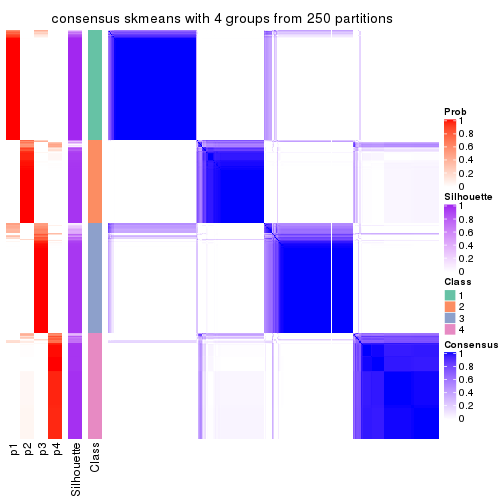 consensus skmeans with 4 groups from 250 partitions
Prob
1
0.8
0.6
0.4
0.2
0
Silhouette
1
0.8
0.6
0.4
0.2
0
Class
1
2
3
4
Consensus
1
0.8
0.6
0.4
0.2
0
p1
p2
p3
p4
Silhouette
Class